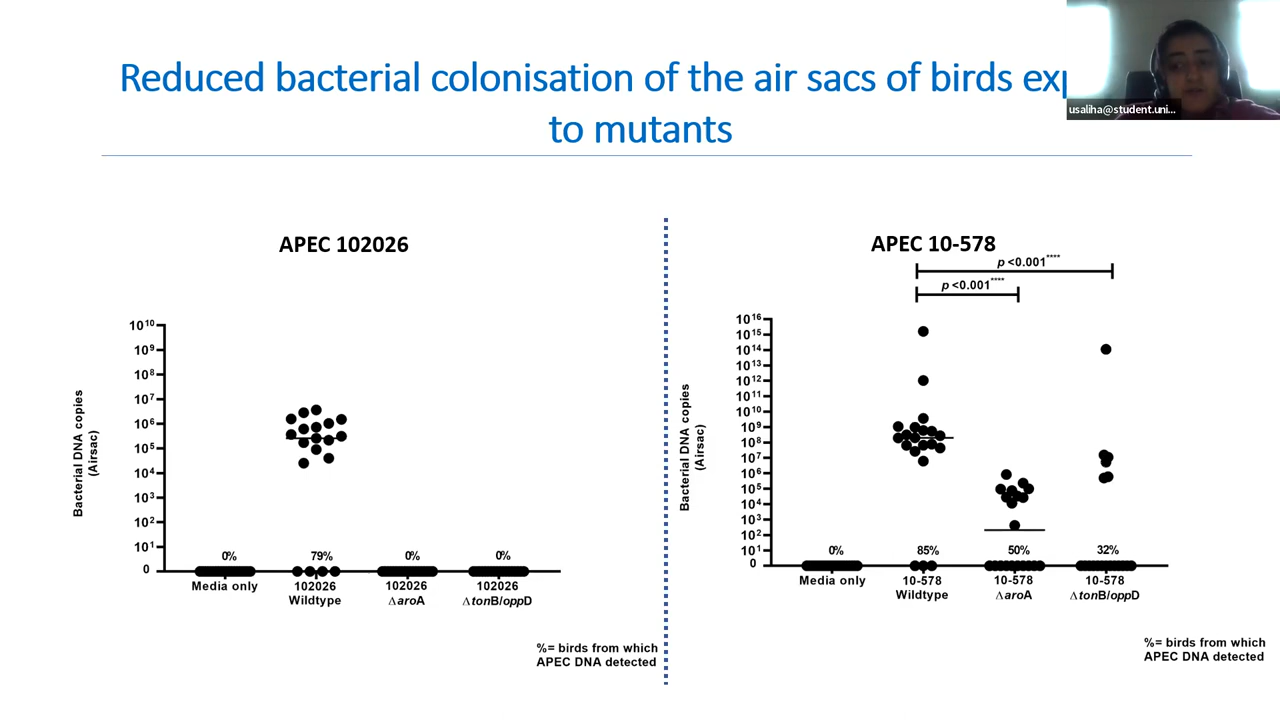 Reduced bacterial colonisation of the air sacs of birds
to mutants
usaliha@student.uni...
APEC 102026
Bacterial DNA copies
(Airsac)
10¹⁰
10⁹
10⁸
10⁷
10⁶
10⁵
10⁴
10³
10²
10¹
0
0%
79%
0%
0%
Media only
102026
Wildtype
102026
ΔaroA
102026
ΔtonB/oppD
%= birds from which
APEC DNA detected
APEC 10-578
p <0.001****
p <0.001****
Bacterial DNA copies
(Airsac)
10¹⁶
10¹⁵
10¹⁴
10¹³
10¹²
10¹¹
10¹⁰
10⁹
10⁸
10⁷
10⁶
10⁵
10⁴
10³
10²
10¹
0
0%
85%
50%
32%
Media only
10-578
Wildtype
10-578
ΔaroA
10-578
ΔtonB/oppD
%= birds from which
APEC DNA detected